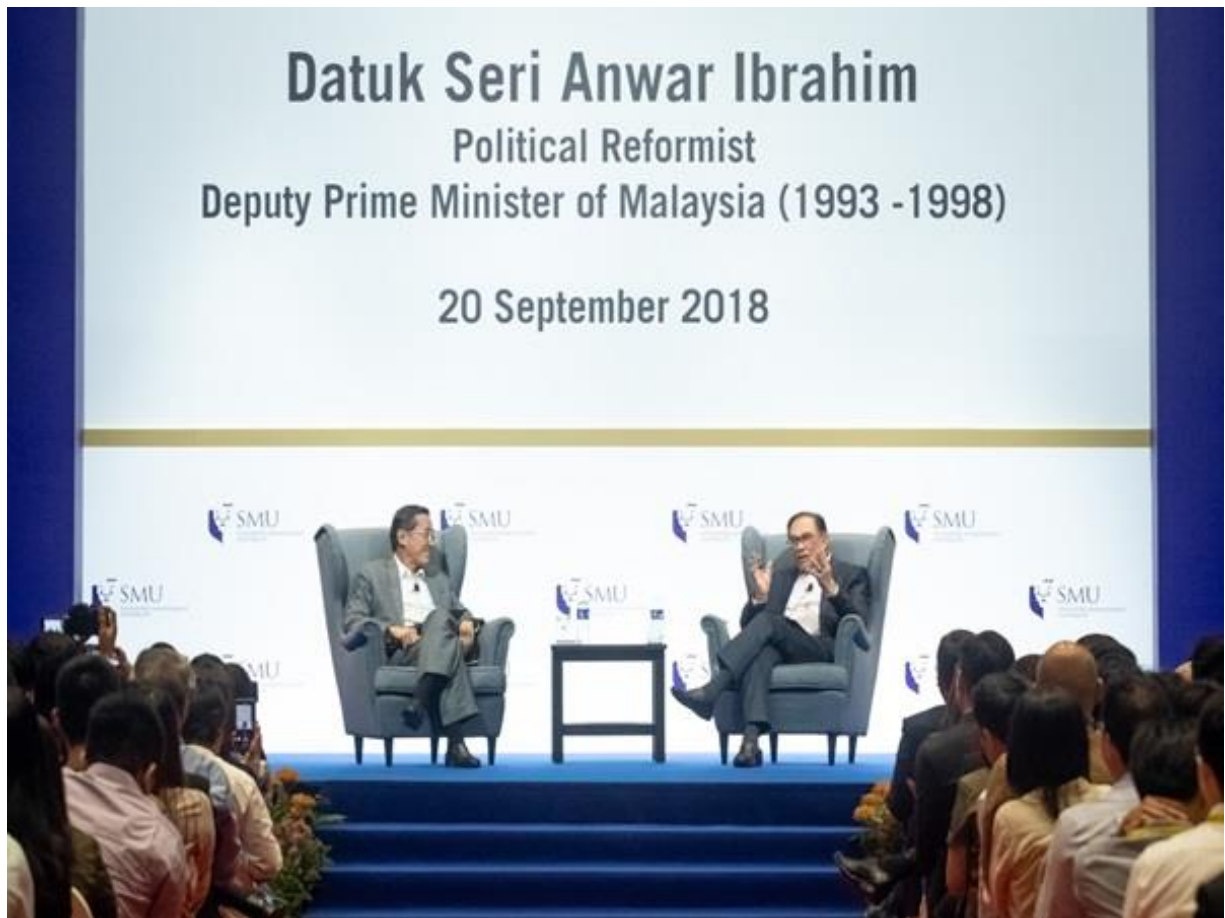 Datuk Seri Anwar Ibrahim
Political Reformist
Deputy Prime Minister of Malaysia (1993 -1998)
20 September 2018
SMU
SMU
SMU
SMU
SMU
SMU
SMU
MU